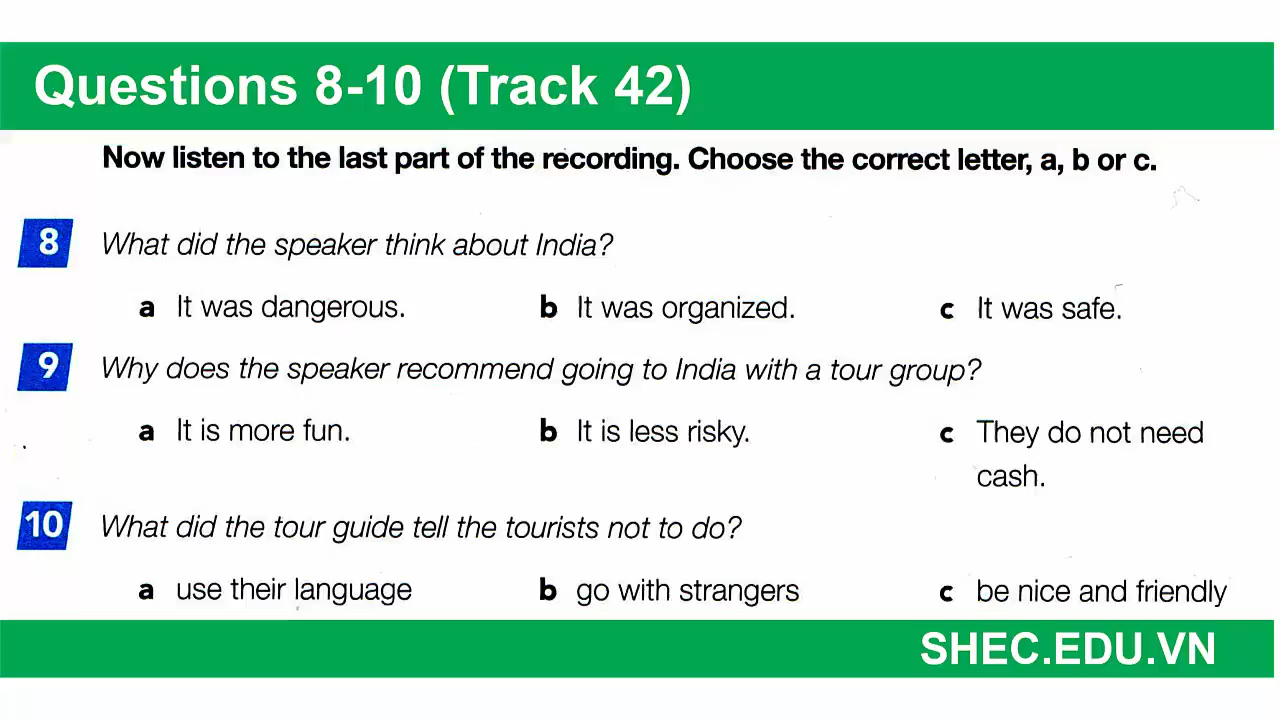 Questions 8-10 (Track 42)
Now listen to the last part of the recording. Choose the correct letter, a, b or c.
8 What did the speaker think about India?
a It was dangerous. b It was organized. c It was safe.
9 Why does the speaker recommend going to India with a tour group?
a It is more fun. b It is less risky. c They do not need
cash.
10 What did the tour guide tell the tourists not to do?
a use their language b go with strangers c be nice and friendly
SHEC.EDU.VN